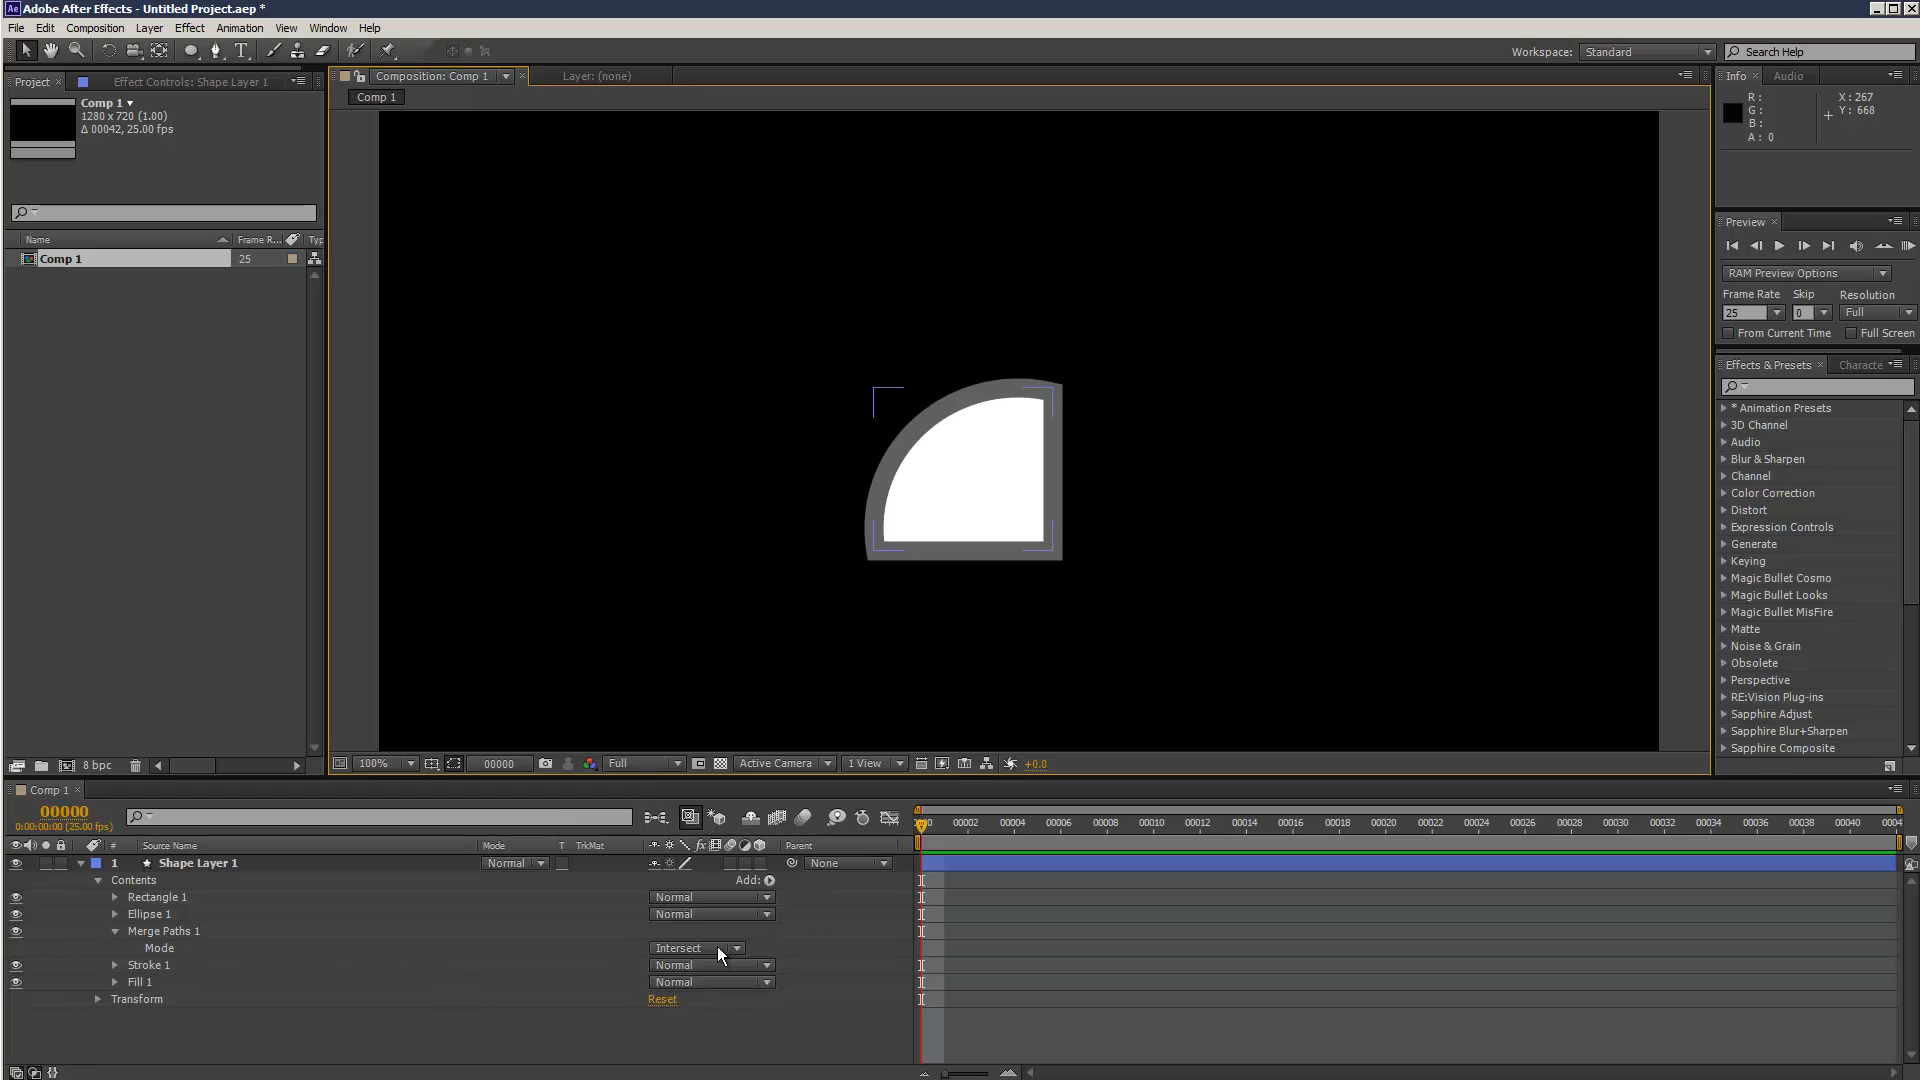 Adobe After Effects - Untitled Project.aep *
File Edit Composition Layer Effect Animation View Window Help
Workspace: Standard Search Help
Project Effect Controls: Shape Layer 1
Composition: Comp 1 Layer: (none)
Info Audio
Comp 1
Comp 1
1280 x 720 (1.00)
Δ 00042, 25.00 fps
R :
G :
B :
A : 0
X : 267
Y : 668
Name Frame R... Typ
Comp 1 25
Preview
RAM Preview Options
Frame Rate Skip Resolution
25 0 Full
From Current Time Full Screen
Effects & Presets Characte
* Animation Presets
3D Channel
Audio
Blur & Sharpen
Channel
Color Correction
Distort
Expression Controls
Generate
Keying
Magic Bullet Cosmo
Magic Bullet Looks
Magic Bullet MisFire
Matte
Noise & Grain
Obsolete
Perspective
RE:Vision Plug-ins
Sapphire Adjust
Sapphire Blur+Sharpen
Sapphire Composite
8 bpc
100% 00000 Full Active Camera 1 View +0.0
Comp 1
00000
0:00:00:00 (25.00 fps)
00 00002 00004 00006 00008 00010 00012 00014 00016 00018 00020 00022 00024 00026 00028 00030 00032 00034 00036 00038 00040 0004
# Source Name Mode T TrkMat Parent
1 Shape Layer 1 Normal None
Contents Add:
Rectangle 1 Normal
Ellipse 1 Normal
Merge Paths 1
Mode Intersect
Stroke 1 Normal
Fill 1 Normal
Transform Reset